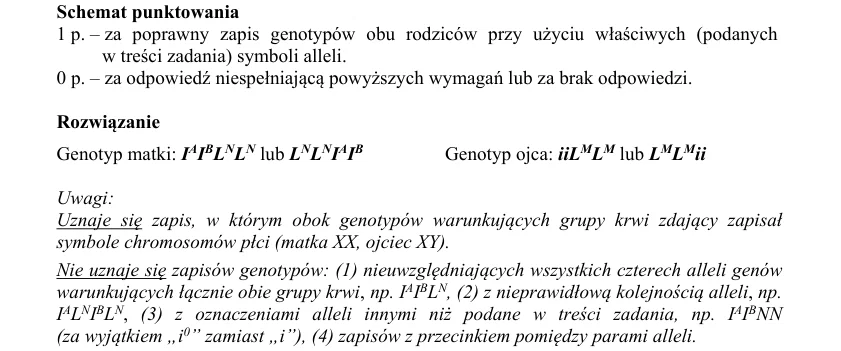 Schemat punktowania
1 p. – za poprawny zapis genotypów obu rodziców przy użyciu właściwych (podanych
w treści zadania) symboli alleli.
0 p. – za odpowiedź niespełniającą powyższych wymagań lub za brak odpowiedzi.
Rozwiązanie
Genotyp matki: IᴬIᴮLᴺLᴺ lub LᴺLᴺIᴬIᴮ Genotyp ojca: iiLᴹLᴹ lub LᴹLᴹii
Uwagi:
Uznaje się zapis, w którym obok genotypów warunkujących grupy krwi zdający zapisał
symbole chromosomów płci (matka XX, ojciec XY).
Nie uznaje się zapisów genotypów: (1) nieuwzględniających wszystkich czterech alleli genów
warunkujących łącznie obie grupy krwi, np. IᴬIᴮLᴺ, (2) z nieprawidłową kolejnością alleli, np.
IᴬLᴺIᴮLᴺ, (3) z oznaczeniami alleli innymi niż podane w treści zadania, np. IᴬIᴮNN
(za wyjątkiem „i⁰” zamiast „i”), (4) zapisów z przecinkiem pomiędzy parami alleli.